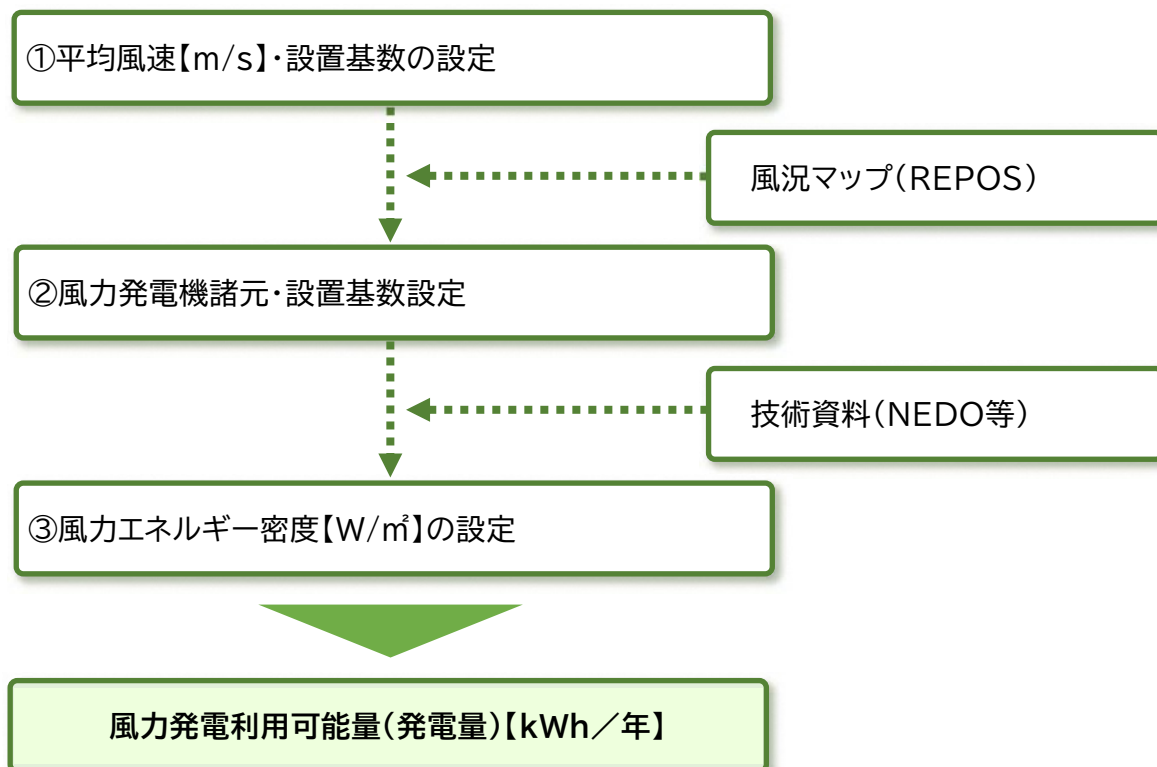 ①平均風速【m/s】・設置基数の設定
風況マップ(REPOS)
②風力発電機諸元・設置基数設定
技術資料(NEDO等)
③風力エネルギー密度【W/㎡】の設定
風力発電利用可能量(発電量)【kWh／年】